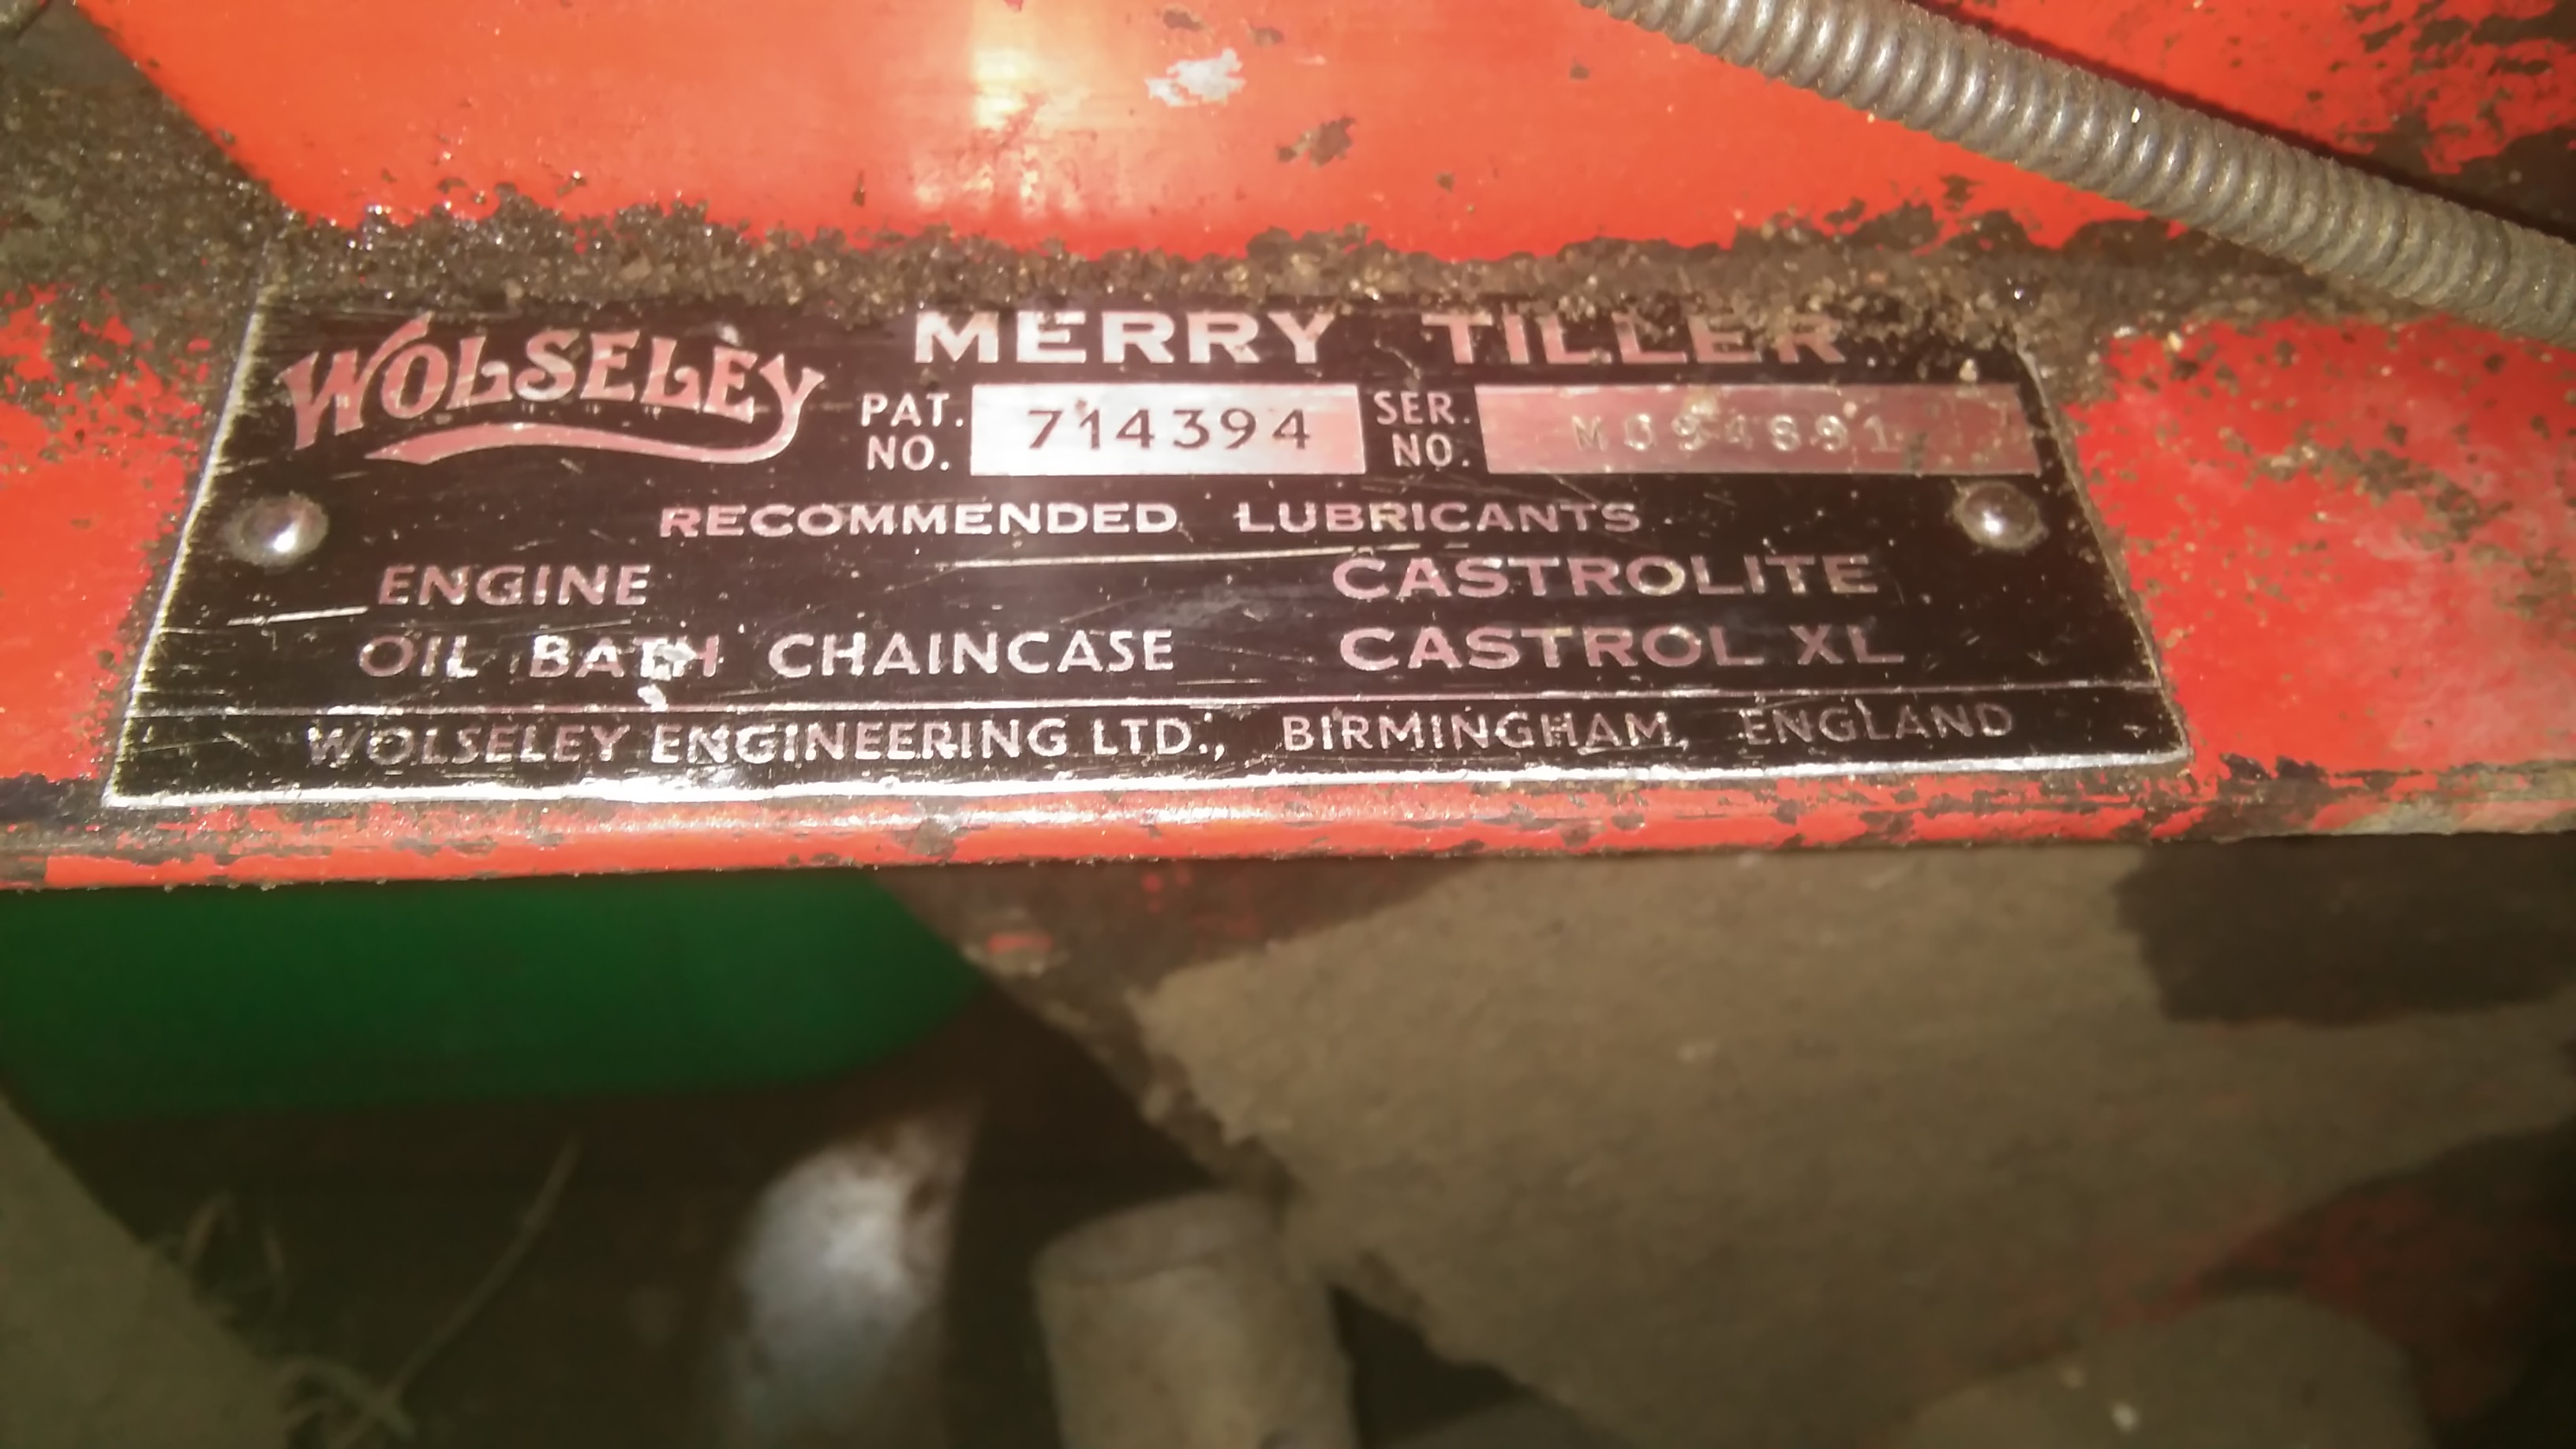 WOLSELEY
MERRY TILLER
PAT. NO. 714394 SER. NO.
RECOMMENDED LUBRICANTS
ENGINE CASTROLITE
OIL BATH CHAINCASE CASTROL XL
WOLSELEY ENGINEERING LTD., BIRMINGHAM, ENGLAND